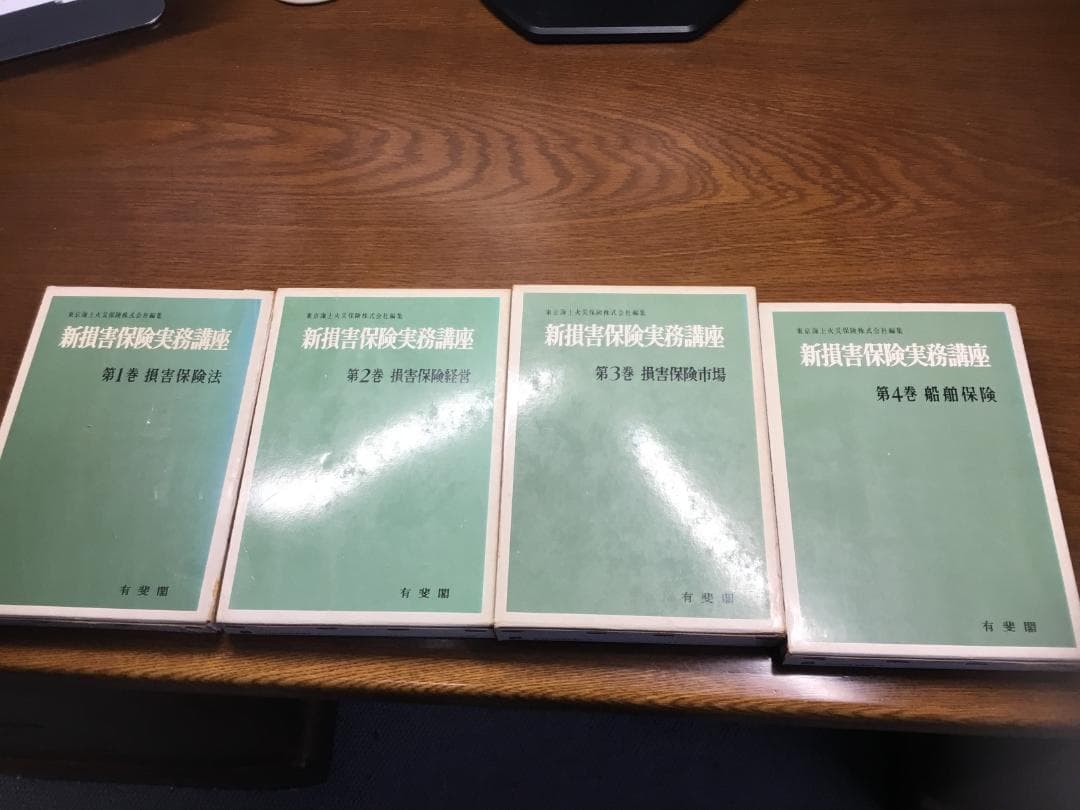 東京海上火災保険株式会社編集
新損害保険実務講座
第1巻 損害保険法
有斐閣
東京海上火災保険株式会社編集
新損害保険実務講座
第2巻 損害保険経営
有斐閣
東京海上火災保険株式会社編集
新損害保険実務講座
第3巻 損害保険市場
有斐閣
東京海上火災保険株式会社編集
新損害保険実務講座
第4巻 船舶保険
有斐閣